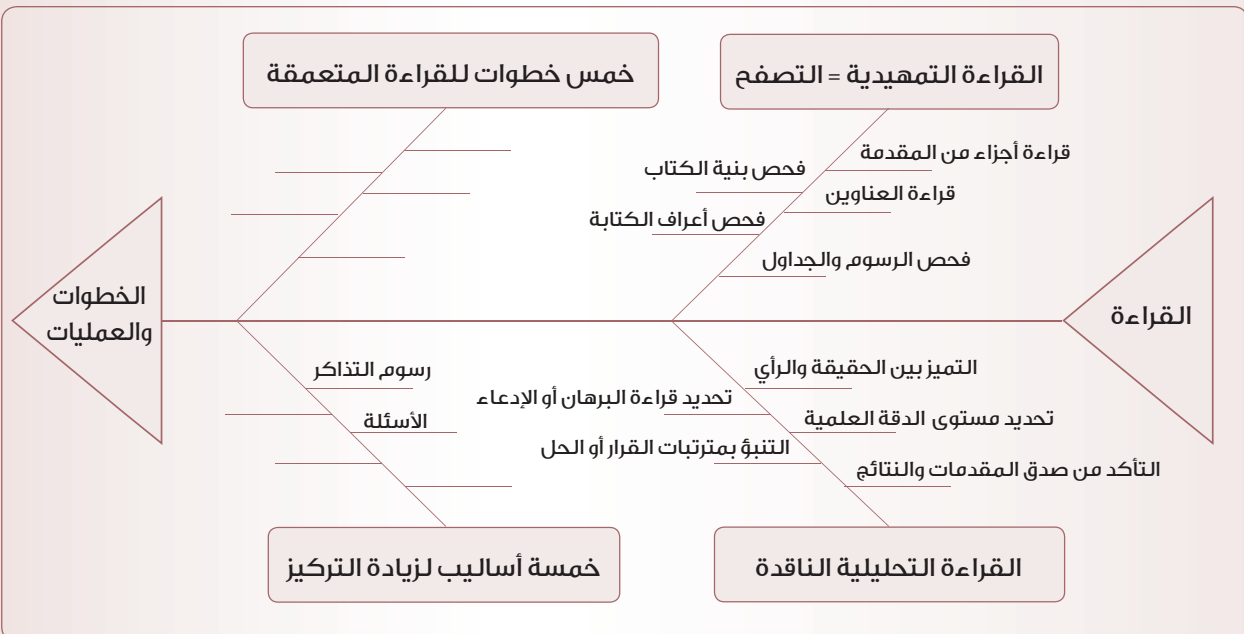 القراءة التمهيدية = التصفح
خمس خطوات للقراءة المتعمقة
قراءة أجزاء من المقدمة
فحص بنية الكتاب
قراءة العناوين
فحص أعراف الكتابة
فحص الرسوم والجداول
القراءة
الخطوات
والعمليات
التميز بين الحقيقة والرأي
تحديد قراءة البرهان أو الإدعاء
تحديد مستوى الدقة العلمية
التنبؤ بمترتبات القرار أو الحل
التأكد من صدق المقدمات والنتائج
رسوم التذاكر
الأسئلة
القراءة التحليلية الناقدة
خمسة أساليب لزيادة التركيز